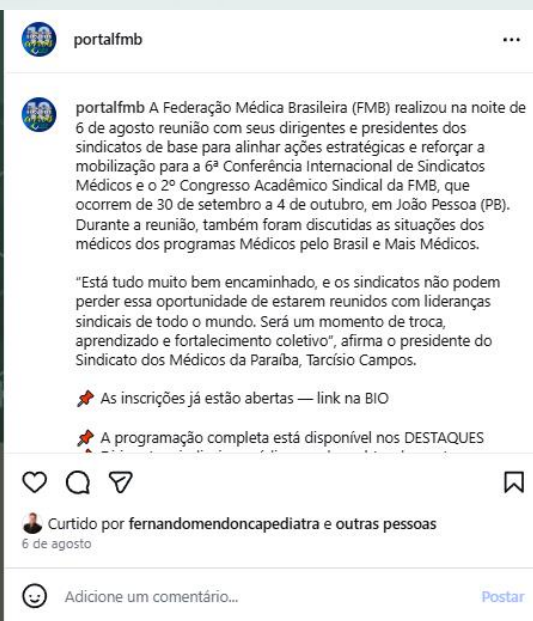 portalfmb
portalfmb A Federação Médica Brasileira (FMB) realizou na noite de
6 de agosto reunião com seus dirigentes e presidentes dos
sindicatos de base para alinhar ações estratégicas e reforçar a
mobilização para a 6ª Conferência Internacional de Sindicatos
Médicos e o 2º Congresso Acadêmico Sindical da FMB, que
ocorrem de 30 de setembro a 4 de outubro, em João Pessoa (PB).
Durante a reunião, também foram discutidas as situações dos
médicos dos programas Médicos pelo Brasil e Mais Médicos.
“Está tudo muito bem encaminhado, e os sindicatos não podem
perder essa oportunidade de estarem reunidos com lideranças
sindicais de todo o mundo. Será um momento de troca,
aprendizado e fortalecimento coletivo”, afirma o presidente do
Sindicato dos Médicos da Paraíba, Tarcísio Campos.
📌 As inscrições já estão abertas — link na BIO
📌 A programação completa está disponível nos DESTAQUES
Curtido por fernandomendoncapediatra e outras pessoas
6 de agosto
Adicione um comentário...
Postar